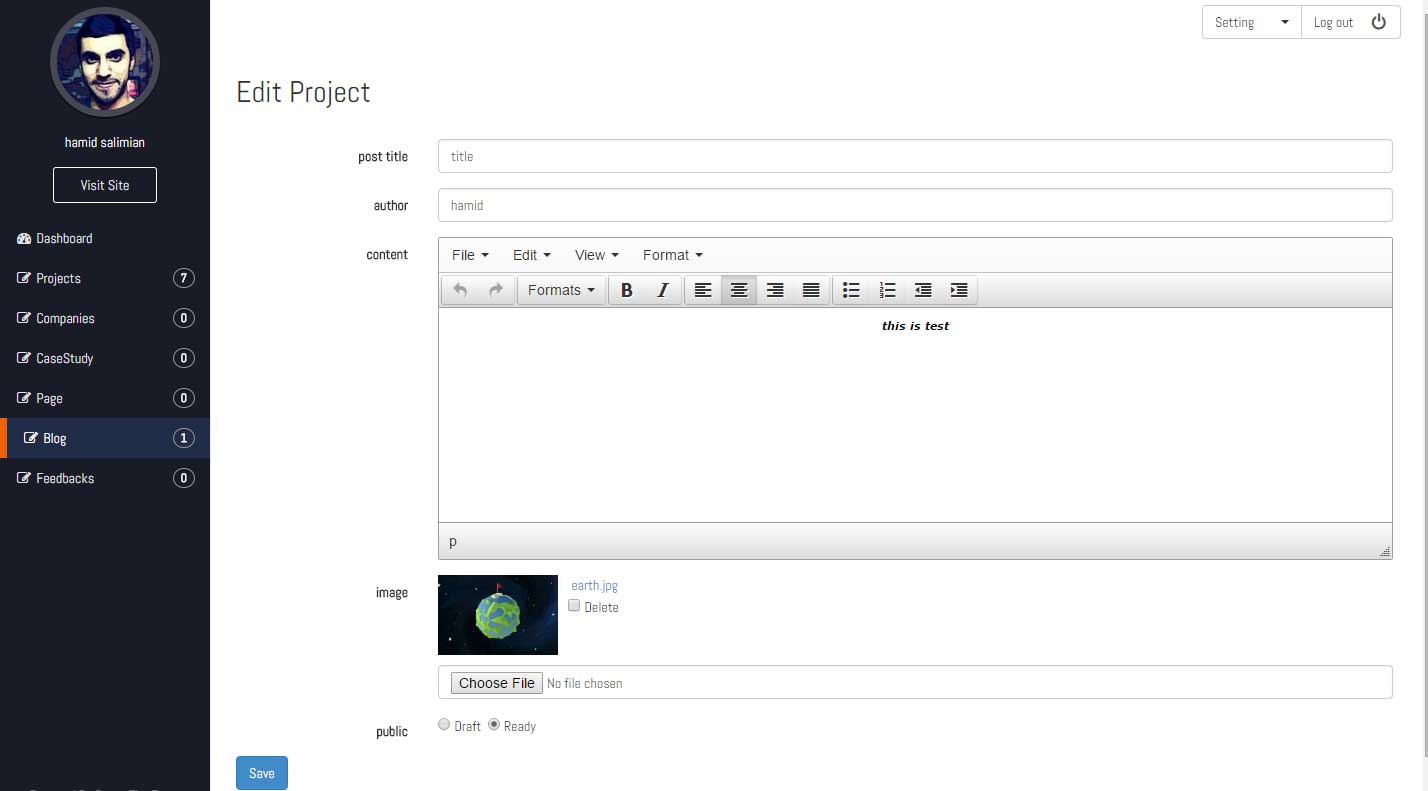 Setting
Log out
hamid salimian
Visit Site
Dashboard
Projects 7
Companies 0
CaseStudy 0
Page 0
Blog 1
Feedbacks 0
Edit Project
post title title
author hamid
content
File Edit View Format
Formats B I
this is test
p
image
earth.jpg
Delete
Choose File No file chosen
public Draft Ready
Save